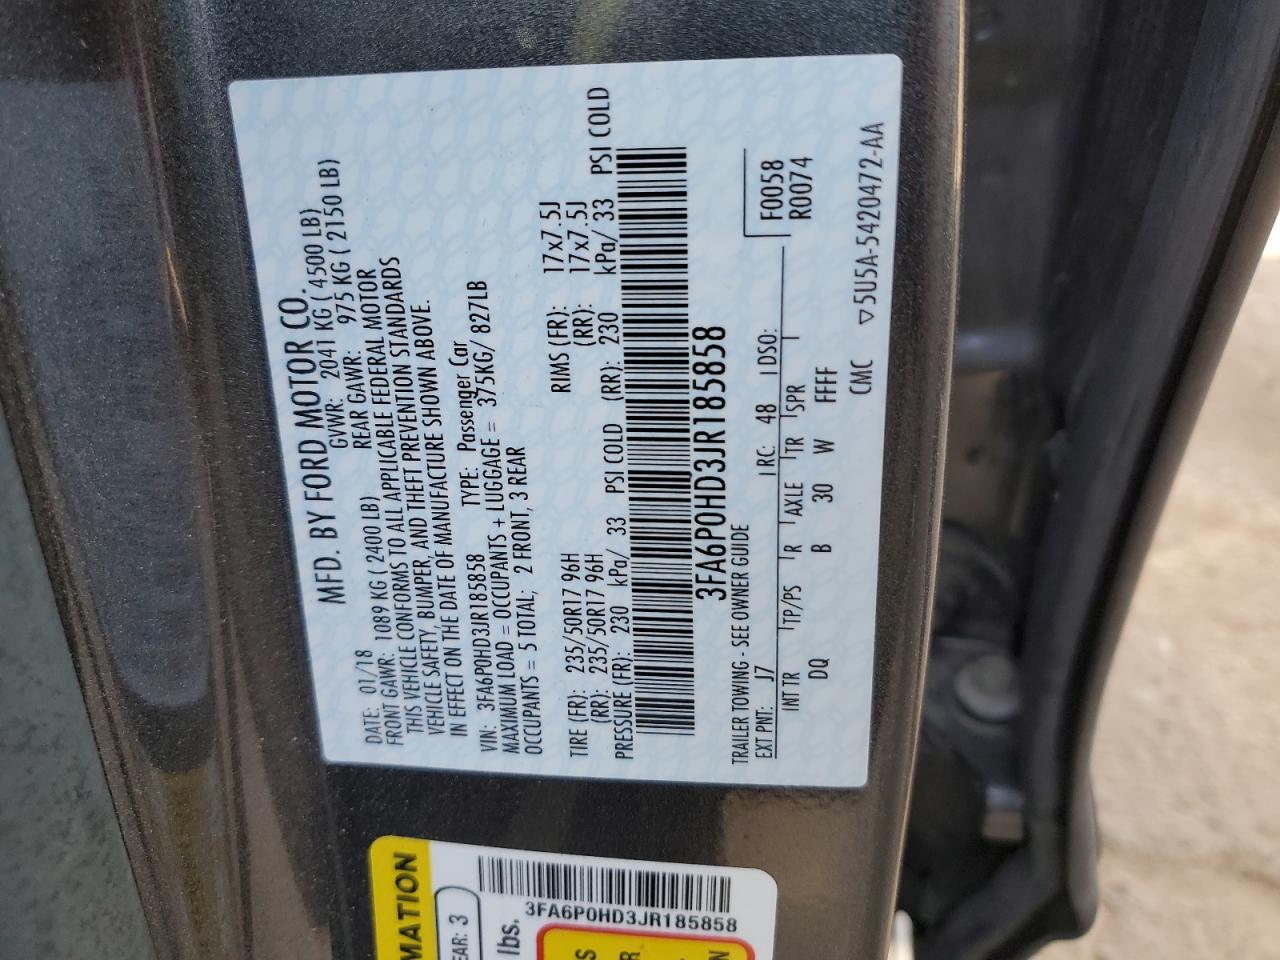 MFD. BY FORD MOTOR CO.
DATE: 01/18 GVWR: 2041 KG ( 4500 LB)
FRONT GAWR: 1089 KG ( 2400 LB) REAR GAWR: 975 KG ( 2150 LB)
THIS VEHICLE CONFORMS TO ALL APPLICABLE FEDERAL MOTOR
VEHICLE SAFETY, BUMPER, AND THEFT PREVENTION STANDARDS
IN EFFECT ON THE DATE OF MANUFACTURE SHOWN ABOVE.
VIN: 3FA6P0HD3JR185858 TYPE: Passenger Car
MAXIMUM LOAD = OCCUPANTS + LUGGAGE = 375KG/ 827LB
OCCUPANTS = 5 TOTAL; 2 FRONT, 3 REAR
TIRE (FR): 235/50R17 96H RIMS (FR): 17x7.5J
(RR): 235/50R17 96H (RR): 17x7.5J
PRESSURE (FR): 230 kPa/ 33 PSI COLD (RR): 230 kPa/ 33 PSI COLD
3FA6P0HD3JR185858
TRAILER TOWING - SEE OWNER GUIDE
EXT PNT: J7 RC: 48 DSO: F0058
R0074
INT TR TP/PS R AXLE TR SPR
DQ B 30 W FFFF
CMC ▽5U5A-5420472-AA
MATION
EAR: 3
lbs.
3FA6P0HD3JR185858